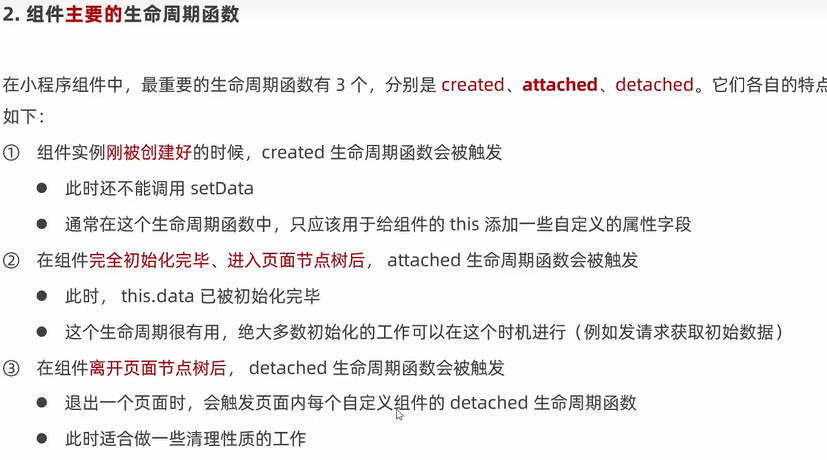 2. 组件主要的生命周期函数
在小程序组件中，最重要的生命周期函数有 3 个，分别是 created、attached、detached。它们各自的特点
如下：
① 组件实例刚被创建好的时候，created 生命周期函数会被触发
● 此时还不能调用 setData
● 通常在这个生命周期函数中，只应该用于给组件的 this 添加一些自定义的属性字段
② 在组件完全初始化完毕、进入页面节点树后， attached 生命周期函数会被触发
● 此时， this.data 已被初始化完毕
● 这个生命周期很有用，绝大多数初始化的工作可以在这个时机进行（例如发请求获取初始数据）
③ 在组件离开页面节点树后， detached 生命周期函数会被触发
● 退出一个页面时，会触发页面内每个自定义组件的 detached 生命周期函数
● 此时适合做一些清理性质的工作